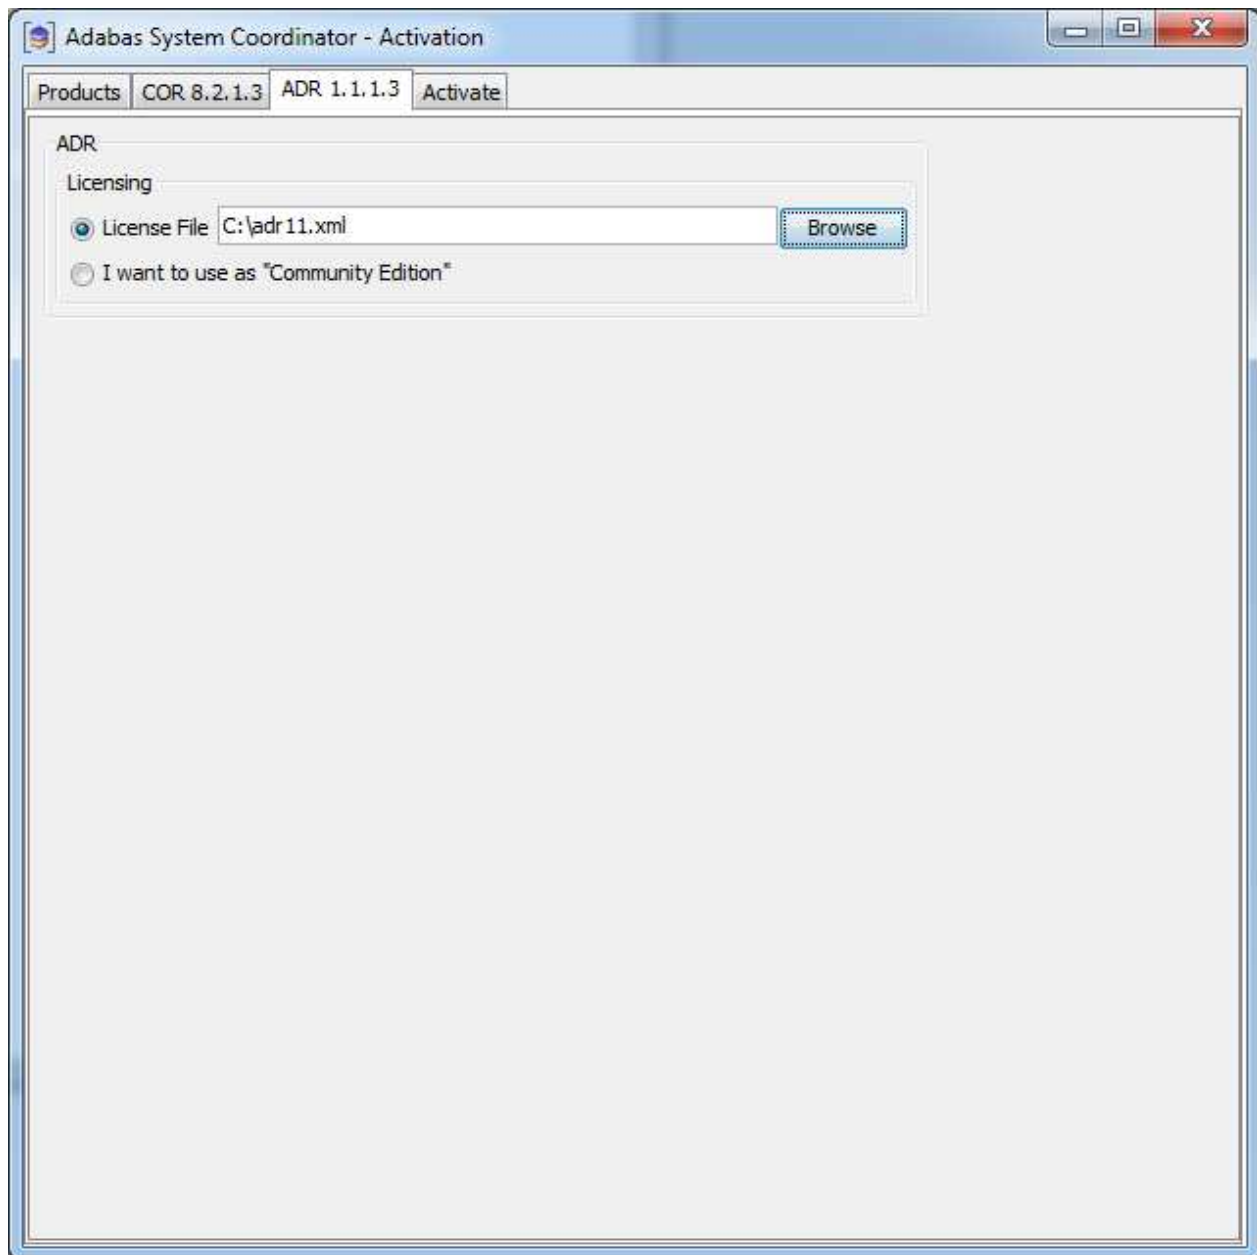 Adabas System Coordinator - Activation
Products COR 8.2.1.3 ADR 1.1.1.3 Activate
ADR
Licensing
License File C:\adr11.xml Browse
I want to use as "Community Edition"